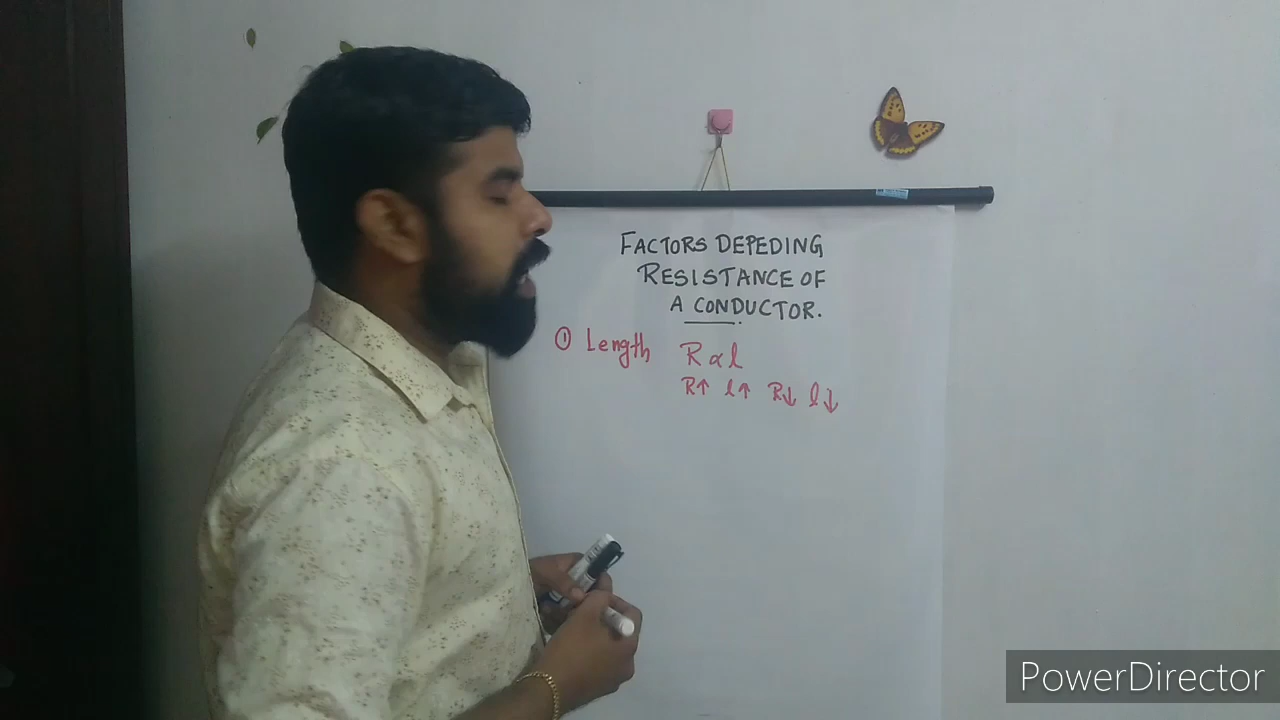 FACTORS DEPEDING
RESISTANCE OF
A CONDUCTOR.
① Length R ∝ l
R↑ l↑ R↓ l↓
PowerDirector